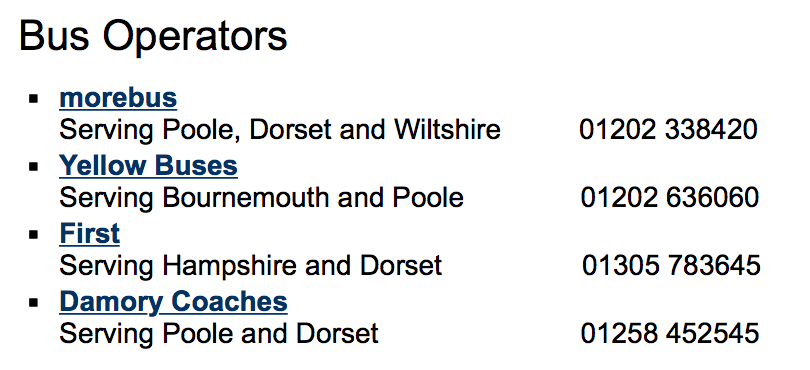 Bus Operators
morebus
Serving Poole, Dorset and Wiltshire 01202 338420
Yellow Buses
Serving Bournemouth and Poole 01202 636060
First
Serving Hampshire and Dorset 01305 783645
Damory Coaches
Serving Poole and Dorset 01258 452545